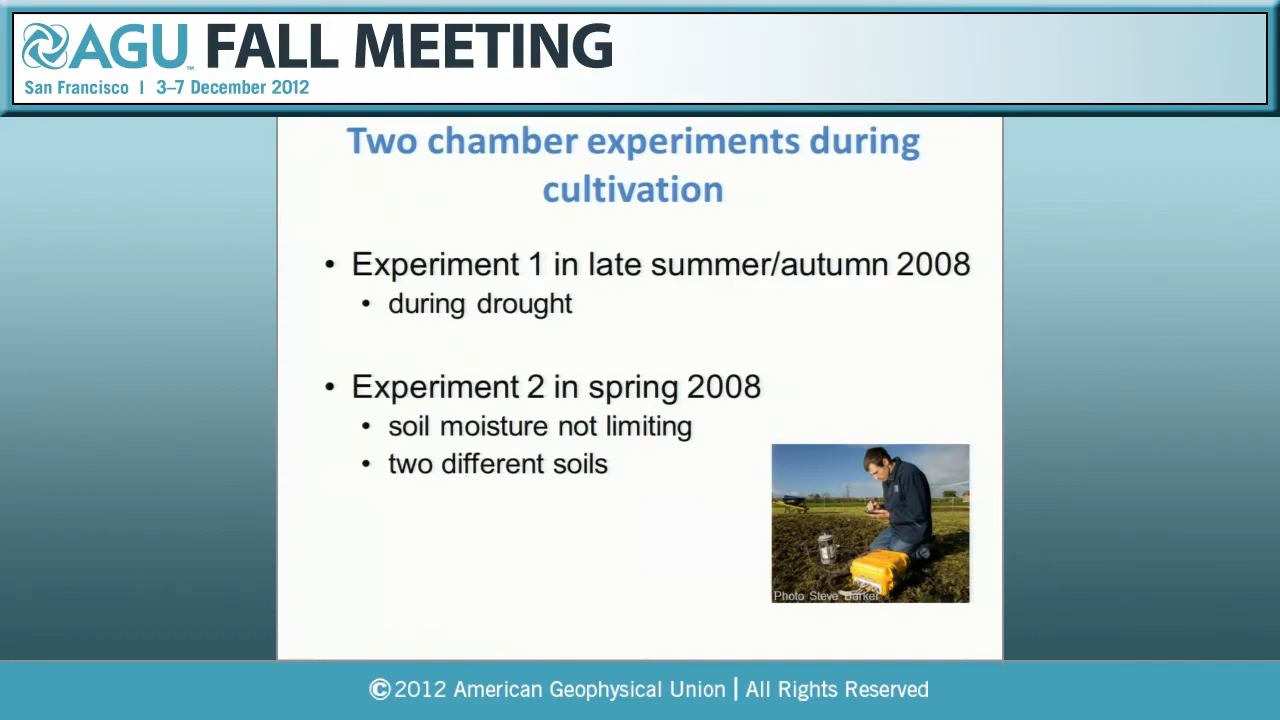 AGU™ FALL MEETING
San Francisco | 3–7 December 2012
Two chamber experiments during
cultivation
• Experiment 1 in late summer/autumn 2008
• during drought
• Experiment 2 in spring 2008
• soil moisture not limiting
• two different soils
Photo Steve Barker
©2012 American Geophysical Union | All Rights Reserved